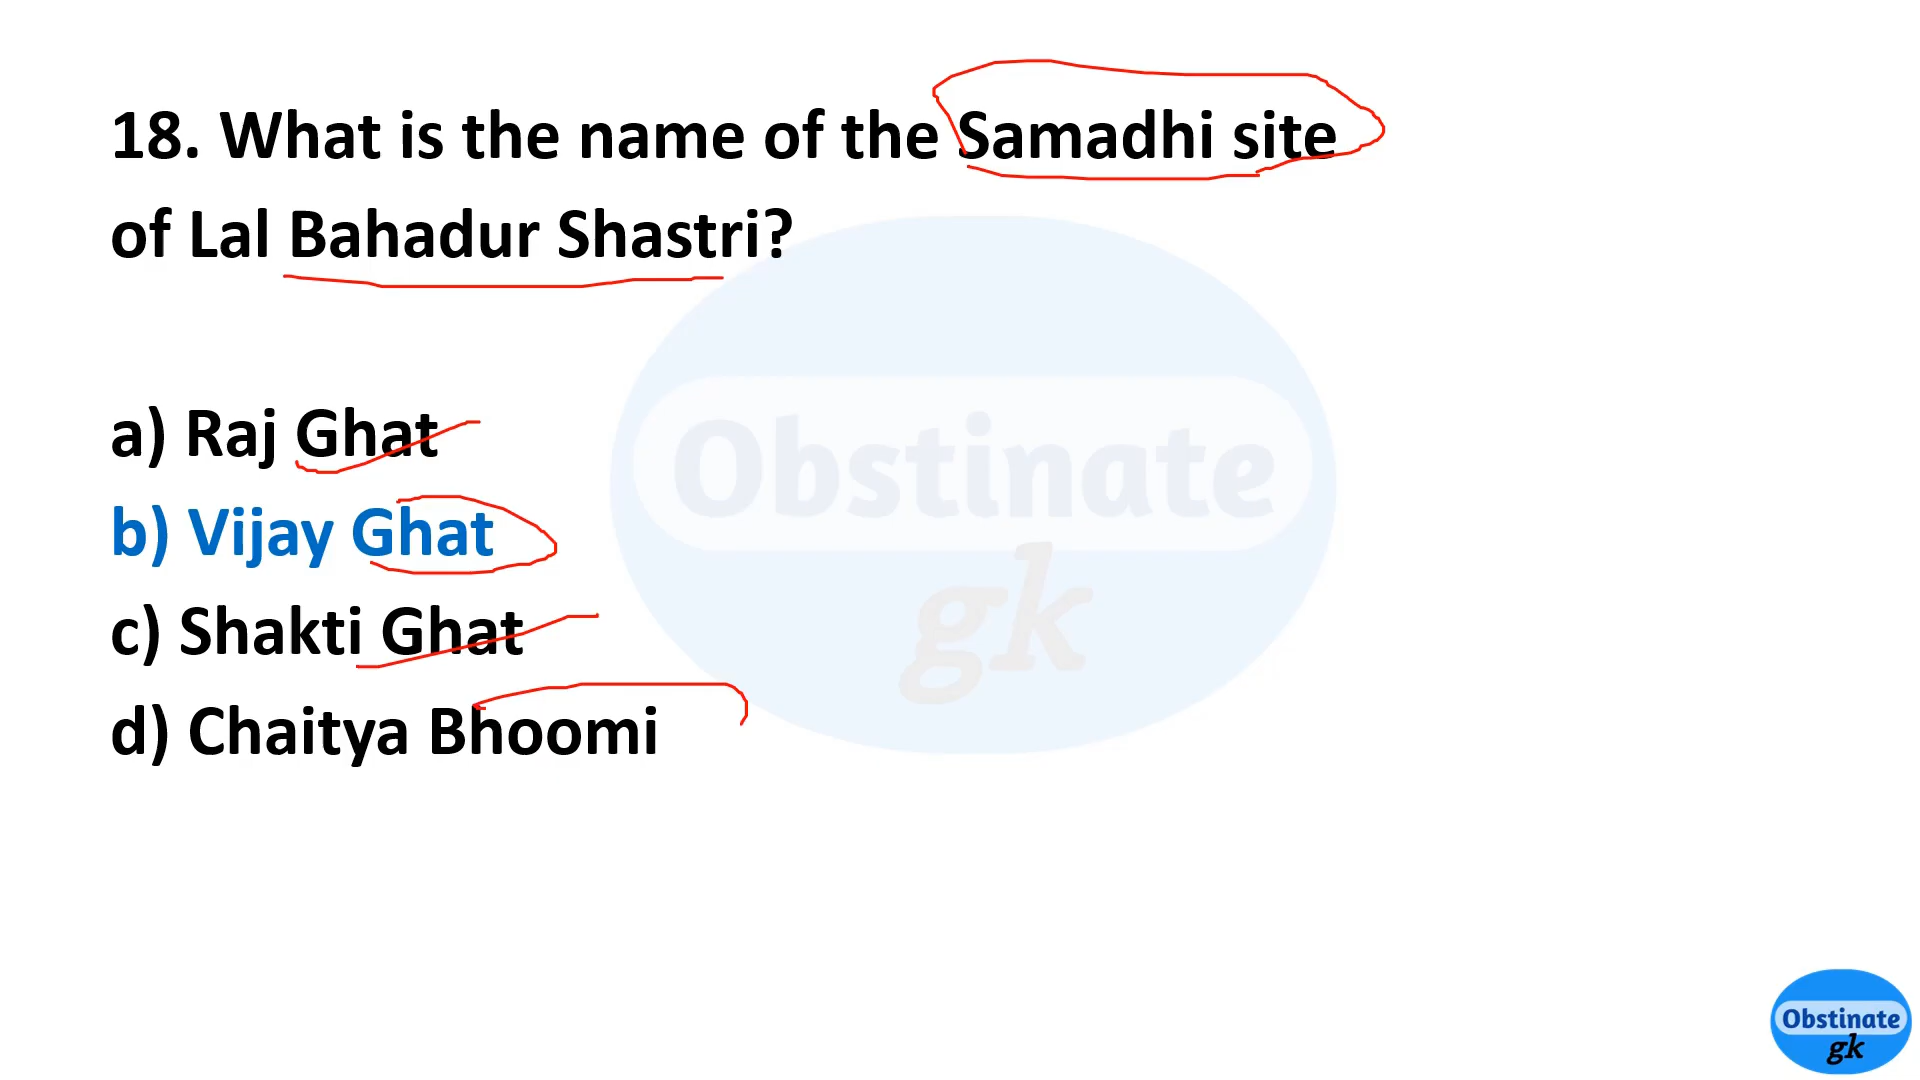 18. What is the name of the Samadhi site
of Lal Bahadur Shastri?
a) Raj Ghat
b) Vijay Ghat
c) Shakti Ghat
d) Chaitya Bhoomi
Obstinate
gk
Obstinate
gk